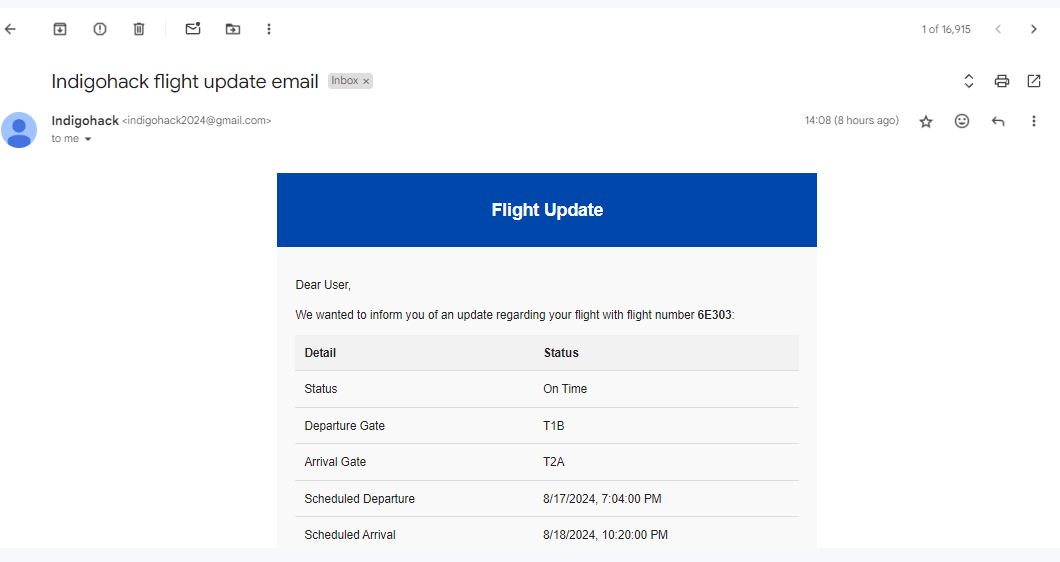 1 of 16,915
Indigohack flight update email
Inbox ×
Indigohack <indigohack2024@gmail.com>
14:08 (8 hours ago)
to me
Flight Update
Dear User,
We wanted to inform you of an update regarding your flight with flight number 6E303:
Detail Status
Status On Time
Departure Gate T1B
Arrival Gate T2A
Scheduled Departure 8/17/2024, 7:04:00 PM
Scheduled Arrival 8/18/2024, 10:20:00 PM